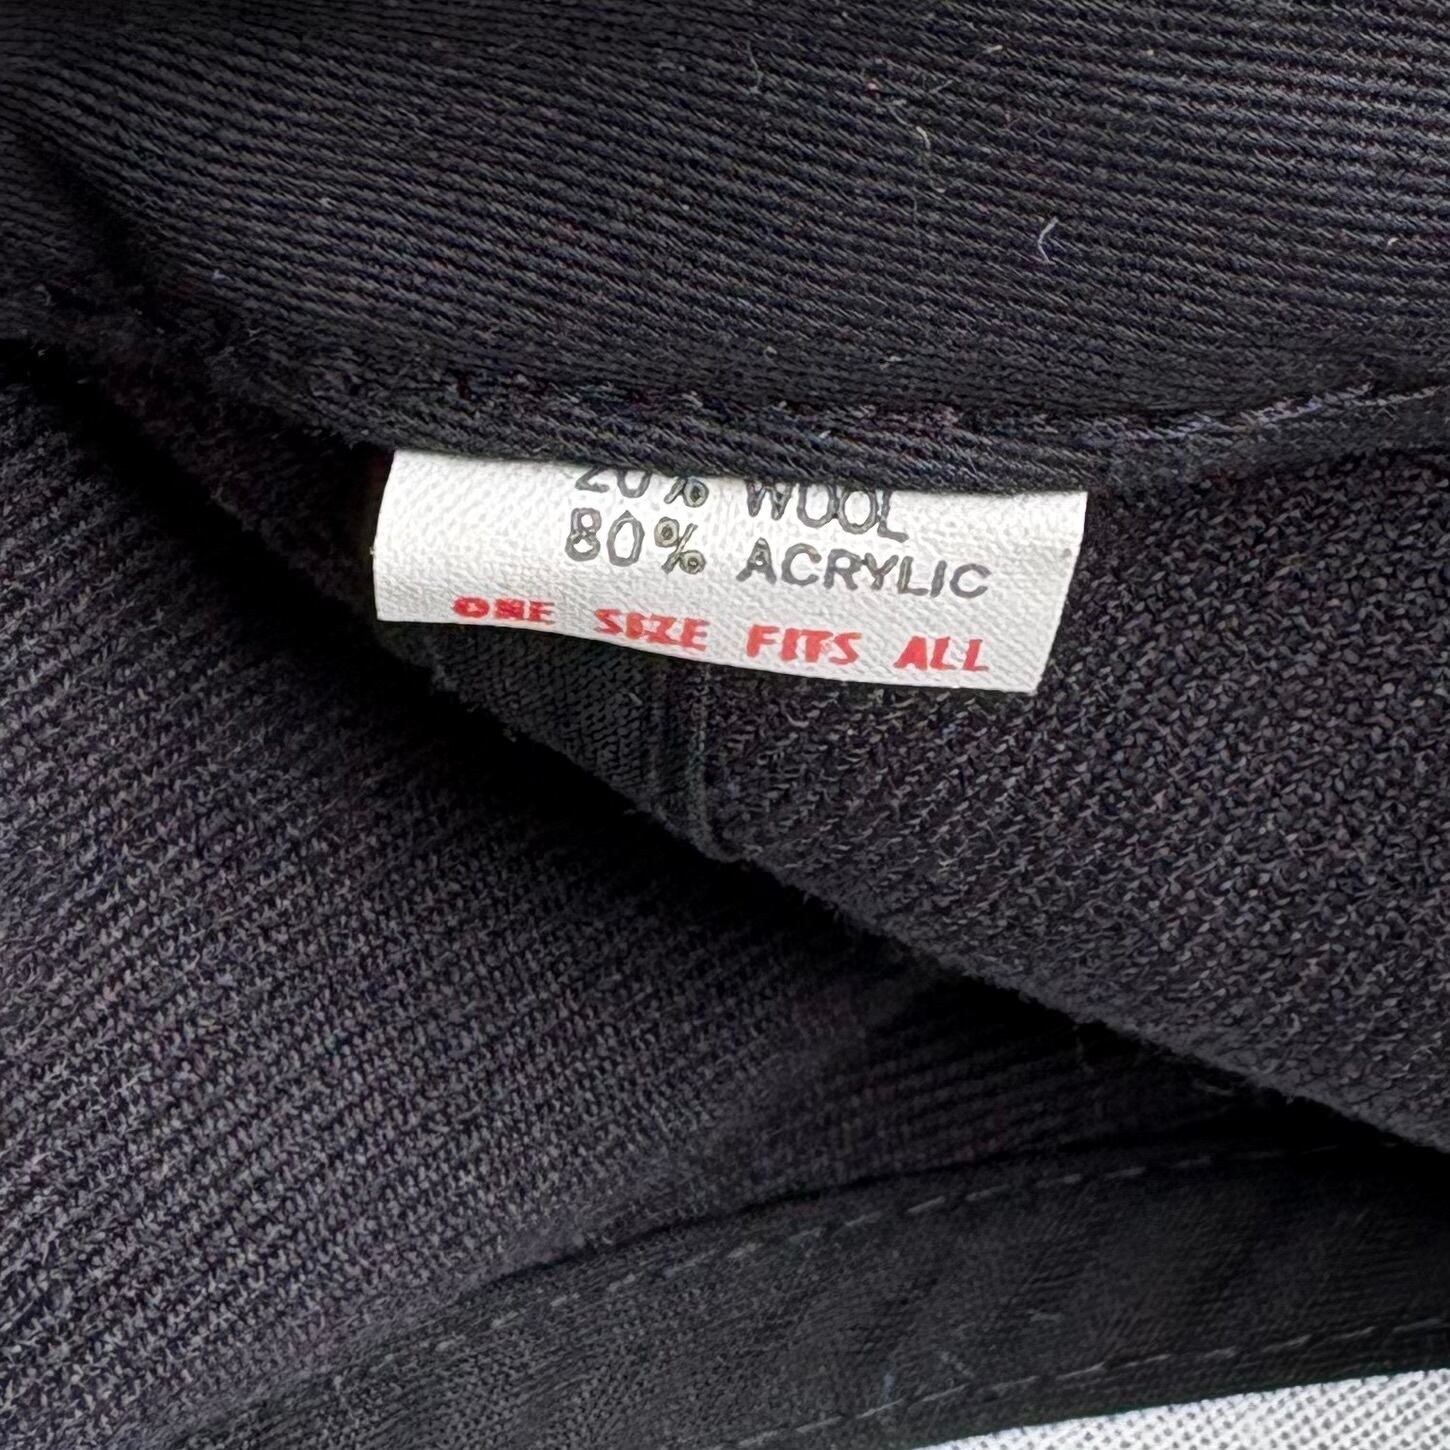 20% WOOL
80% ACRYLIC
ONE SIZE FITS ALL